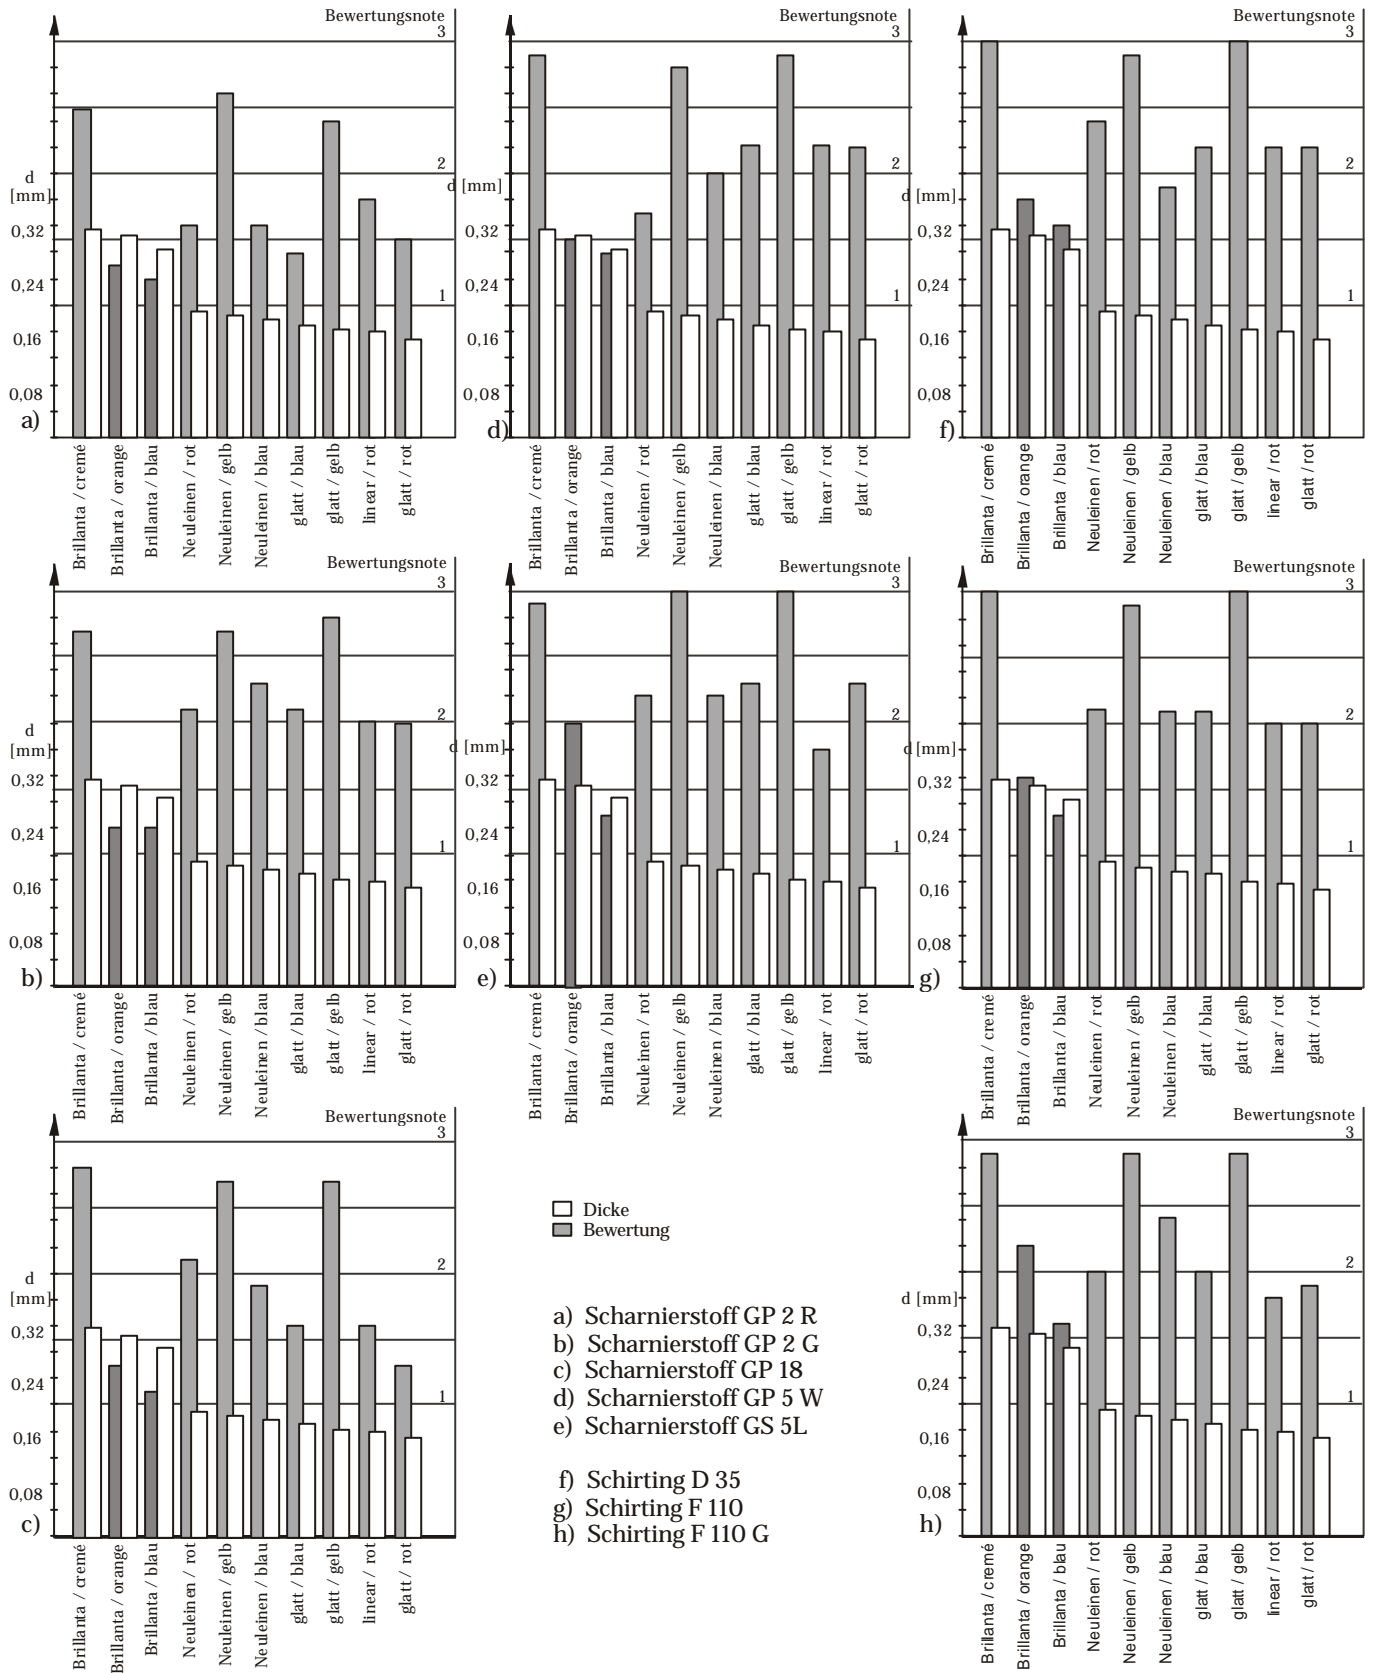 Bewertungsnote
3
2
d
[mm]
0,32
0,24
1
0,16
0,08
a)
Brillanta / cremé
Brillanta / orange
Brillanta / blau
Neuleinen / rot
Neuleinen / gelb
Neuleinen / blau
glatt / blau
glatt / gelb
linear / rot
glatt / rot
Bewertungsnote
3
2
d [mm]
0,32
0,24
1
0,16
0,08
d)
Brillanta / cremé
Brillanta / orange
Brillanta / blau
Neuleinen / rot
Neuleinen / gelb
Neuleinen / blau
glatt / blau
glatt / gelb
linear / rot
glatt / rot
Bewertungsnote
3
2
d [mm]
0,32
0,24
1
0,16
0,08
f)
Brillanta / cremé
Brillanta / orange
Brillanta / blau
Neuleinen / rot
Neuleinen / gelb
Neuleinen / blau
glatt / blau
glatt / gelb
linear / rot
glatt / rot
Bewertungsnote
3
2
d
[mm]
0,32
0,24
1
0,16
0,08
b)
Brillanta / cremé
Brillanta / orange
Brillanta / blau
Neuleinen / rot
Neuleinen / gelb
Neuleinen / blau
glatt / blau
glatt / gelb
linear / rot
glatt / rot
Bewertungsnote
3
2
d [mm]
0,32
0,24
1
0,16
0,08
e)
Brillanta / cremé
Brillanta / orange
Brillanta / blau
Neuleinen / rot
Neuleinen / gelb
Neuleinen / blau
glatt / blau
glatt / gelb
linear / rot
glatt / rot
Bewertungsnote
3
2
d [mm]
0,32
0,24
1
0,16
0,08
g)
Brillanta / cremé
Brillanta / orange
Brillanta / blau
Neuleinen / rot
Neuleinen / gelb
Neuleinen / blau
glatt / blau
glatt / gelb
linear / rot
glatt / rot
Bewertungsnote
3
2
d
[mm]
0,32
0,24
1
0,16
0,08
c)
Brillanta / cremé
Brillanta / orange
Brillanta / blau
Neuleinen / rot
Neuleinen / gelb
Neuleinen / blau
glatt / blau
glatt / gelb
linear / rot
glatt / rot
Dicke
Bewertung
a) Scharnierstoff GP 2 R
b) Scharnierstoff GP 2 G
c) Scharnierstoff GP 18
d) Scharnierstoff GP 5 W
e) Scharnierstoff GS 5L
f) Schirting D 35
g) Schirting F 110
h) Schirting F 110 G
Bewertungsnote
3
2
d [mm]
0,32
0,24
1
0,16
0,08
h)
Brillanta / cremé
Brillanta / orange
Brillanta / blau
Neuleinen / rot
Neuleinen / gelb
Neuleinen / blau
glatt / blau
glatt / gelb
linear / rot
glatt / rot